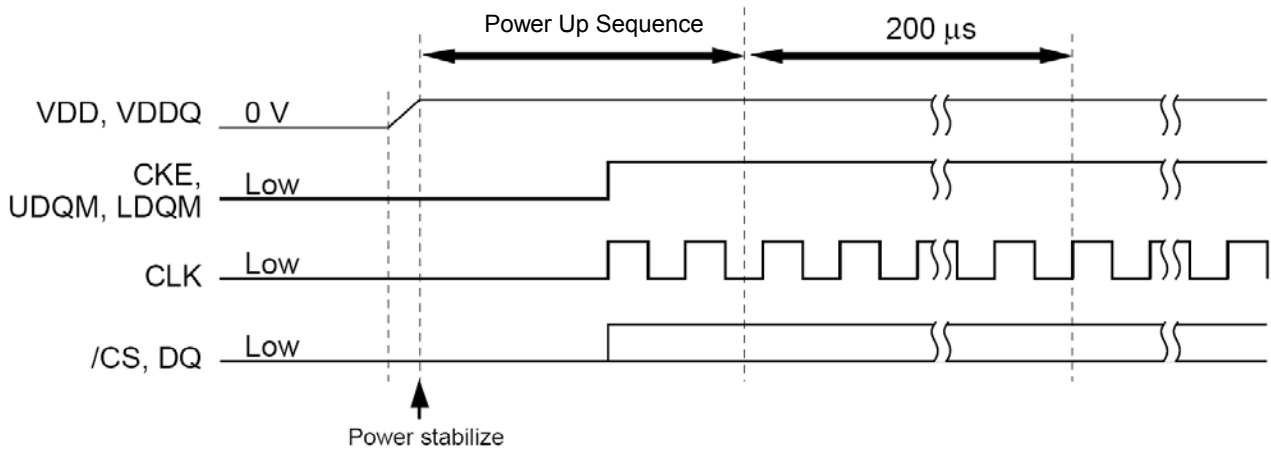 Power Up Sequence
200 μs
VDD, VDDQ
0 V
CKE,
UDQM, LDQM
Low
CLK
Low
/CS, DQ
Low
Power stabilize